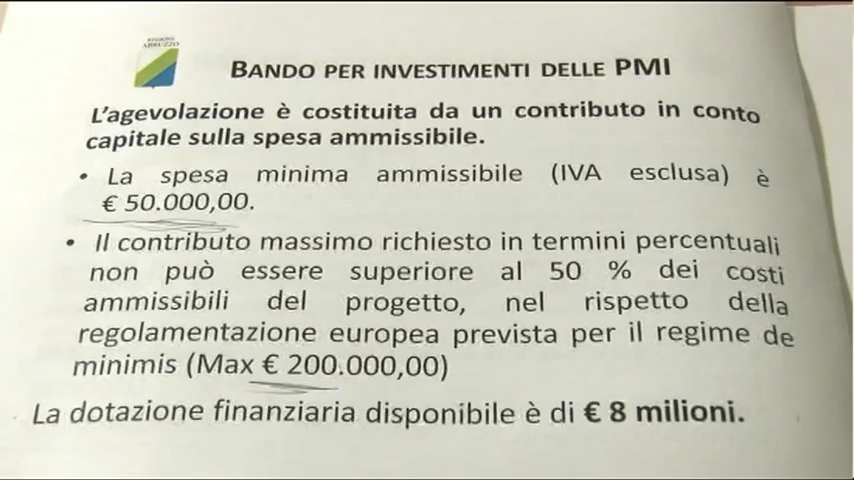 REGIONE
ABRUZZO
BANDO PER INVESTIMENTI DELLE PMI
L'agevolazione è costituita da un contributo in conto
capitale sulla spesa ammissibile.
• La spesa minima ammissibile (IVA esclusa) è
€ 50.000,00.
• Il contributo massimo richiesto in termini percentuali
non può essere superiore al 50 % dei costi
ammissibili del progetto, nel rispetto della
regolamentazione europea prevista per il regime de
minimis (Max € 200.000,00)
La dotazione finanziaria disponibile è di € 8 milioni.